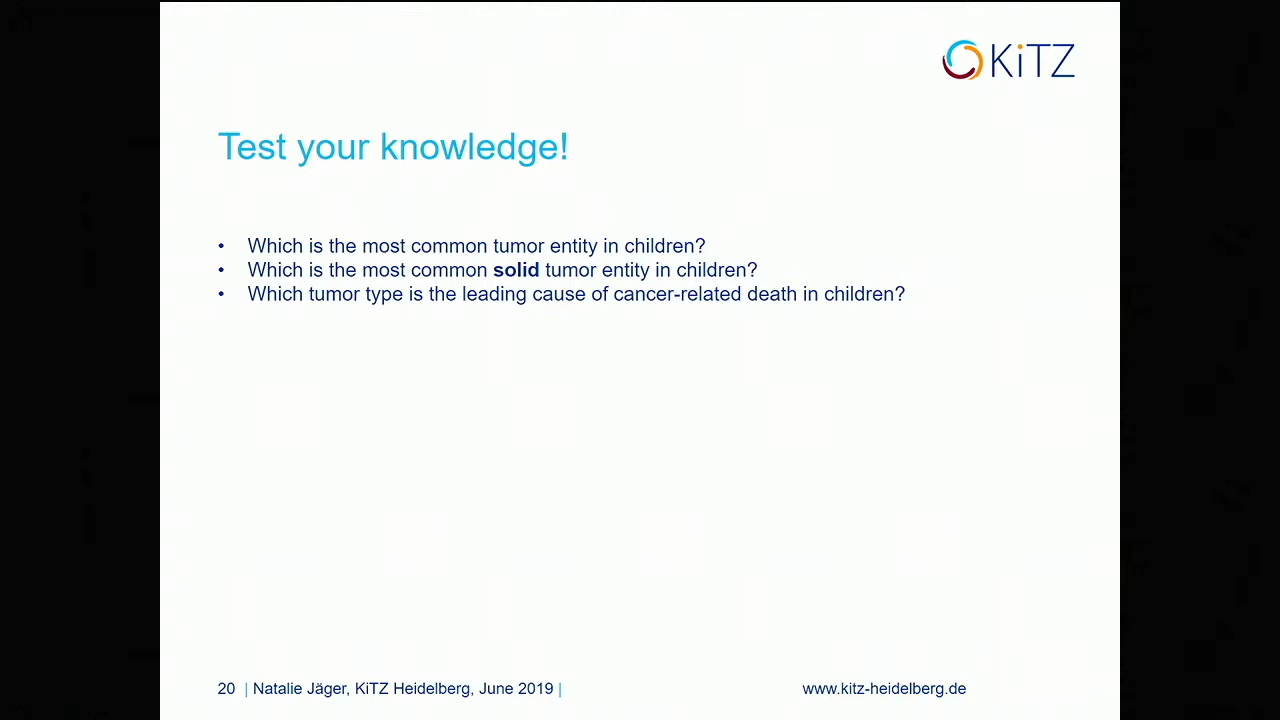 KiTZ
Test your knowledge!
• Which is the most common tumor entity in children?
• Which is the most common solid tumor entity in children?
• Which tumor type is the leading cause of cancer-related death in children?
20 | Natalie Jäger, KiTZ Heidelberg, June 2019 |
www.kitz-heidelberg.de